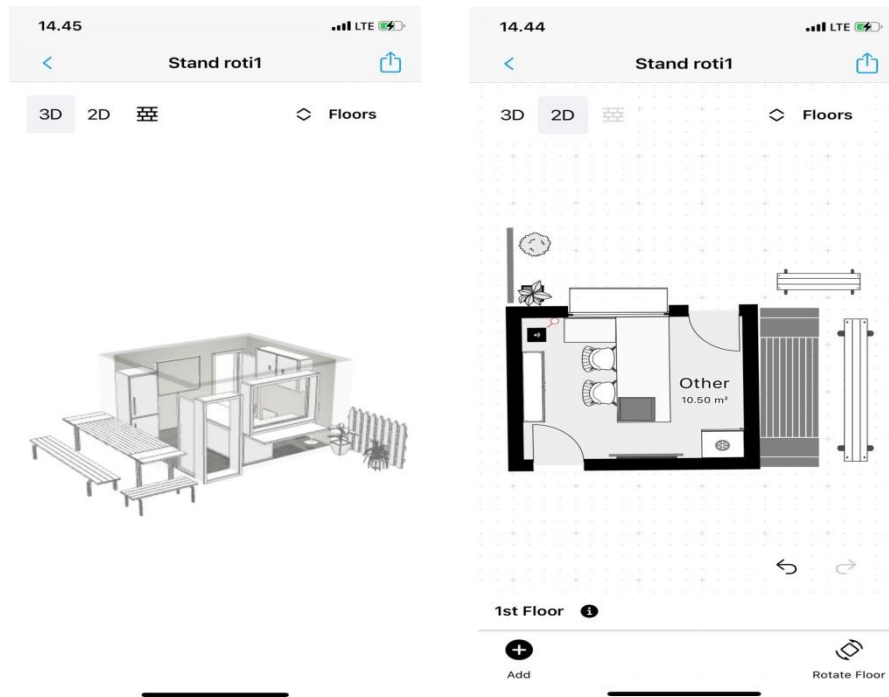 14.45
LTE
Stand roti1
3D 2D Floors
14.44
LTE
Stand roti1
3D 2D Floors
Other
10.50 m²
1st Floor
Add Rotate Floor